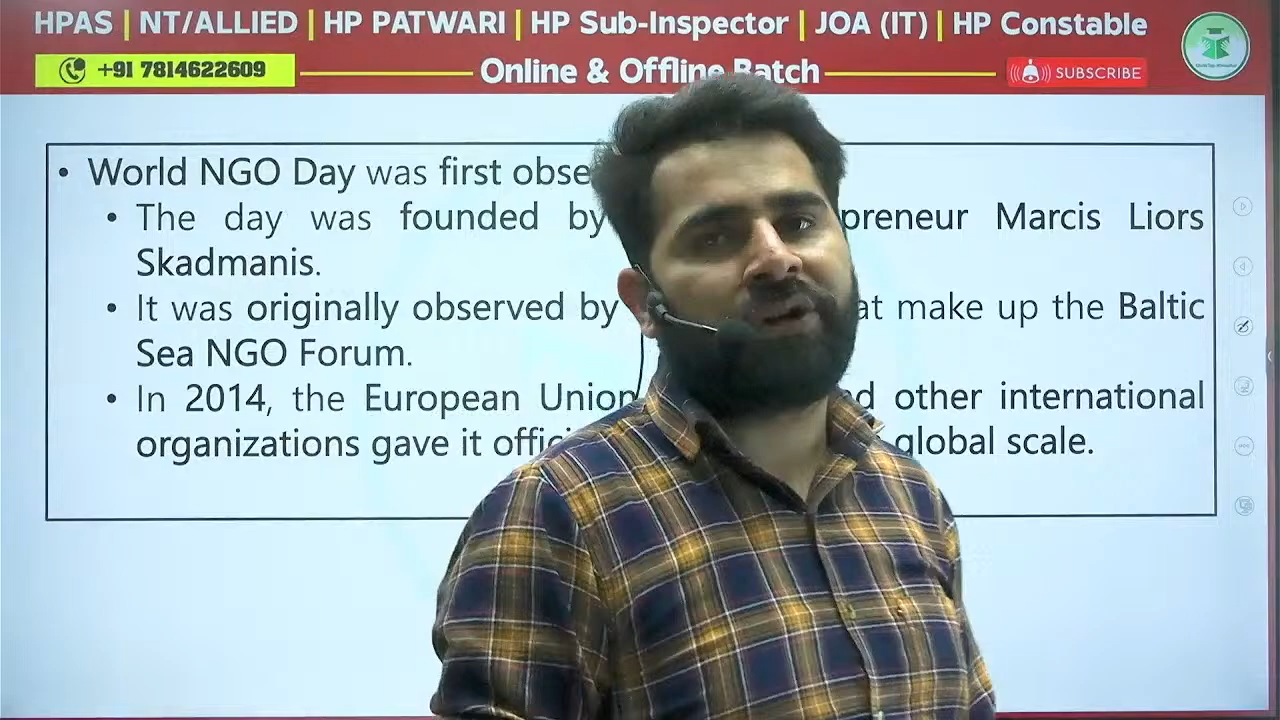 HPAS | NT/ALLIED | HP PATWARI | HP Sub-Inspector | JOA (IT) | HP Constable
+91 7814622609
Online & Offline Batch
SUBSCRIBE
• World NGO Day was first obse
• The day was founded by preneur Marcis Liors
Skadmanis.
• It was originally observed by at make up the Baltic
Sea NGO Forum.
• In 2014, the European Union nd other international
organizations gave it offic global scale.